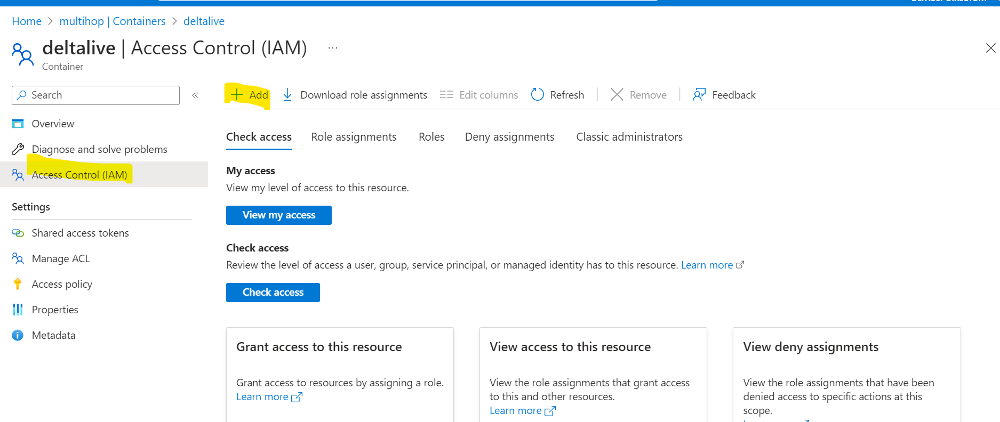 DEFAULT DIRECTORY
Home > multihop | Containers > deltalive
deltalive | Access Control (IAM) ...
Container
Search
«
Add
Download role assignments
Edit columns
Refresh
Remove
Feedback
Overview
Diagnose and solve problems
Access Control (IAM)
Settings
Shared access tokens
Manage ACL
Access policy
Properties
Metadata
Check access
Role assignments
Roles
Deny assignments
Classic administrators
My access
View my level of access to this resource.
View my access
Check access
Review the level of access a user, group, service principal, or managed identity has to this resource. Learn more
Check access
Grant access to this resource
Grant access to resources by assigning a role.
Learn more
View access to this resource
View the role assignments that grant access
to this and other resources.
Learn more
View deny assignments
View the role assignments that have been
denied access to specific actions at this
scope.